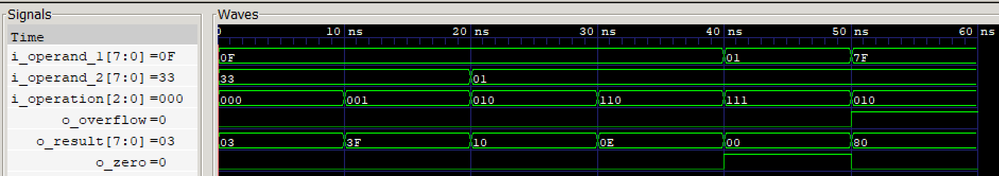 Signals Waves
Time 0 10 ns 20 ns 30 ns 40 ns 50 ns 60 ns
i_operand_1[7:0] =0F 0F 01 7F
i_operand_2[7:0] =33 33 01
i_operation[2:0] =000 000 001 010 110 111 010
o_overflow =0
o_result[7:0] =03 03 3F 10 0E 00 80
o_zero =0